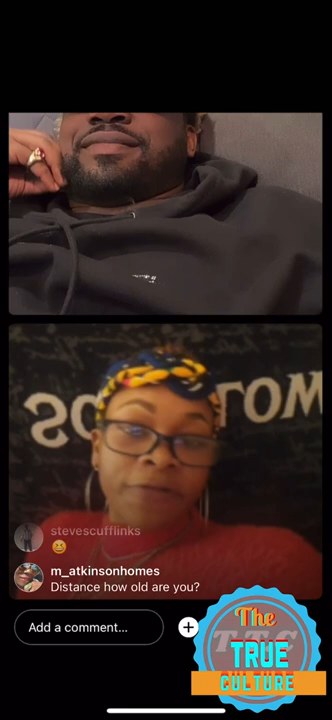 stevescufflinks
m_atkinsonhomes
Distance how old are you?
Add a comment...
The
TRUE
CULTURE